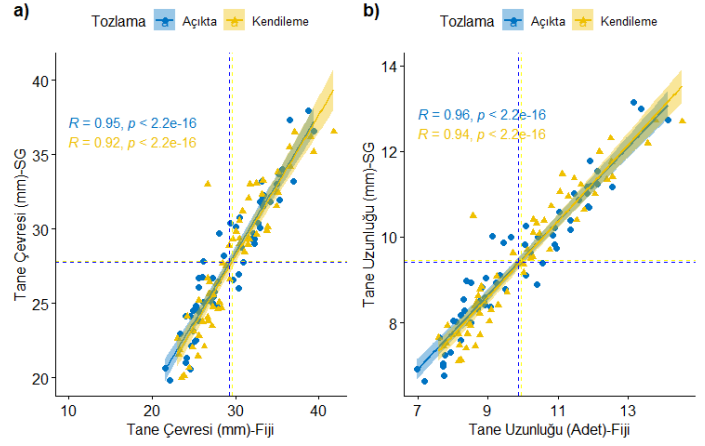 a)
Tozlama Açıkta Kendileme
R = 0.95, p < 2.2e-16
R = 0.92, p < 2.2e-16
Tane Çevresi (mm)-SG
40
35
30
25
20
10 20 30 40
Tane Çevresi (mm)-Fiji
b)
Tozlama Açıkta Kendileme
R = 0.96, p < 2.2e-16
R = 0.94, p < 2.2e-16
Tane Uzunluğu (mm)-SG
14
12
10
8
7 9 11 13
Tane Uzunluğu (Adet)-Fiji